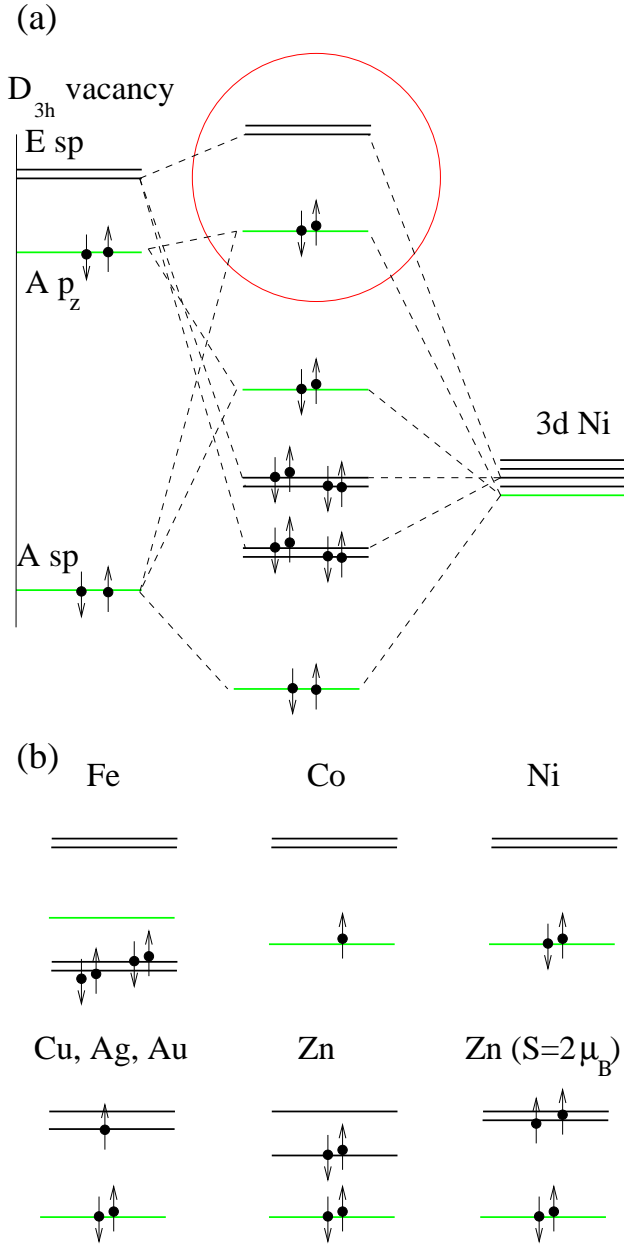 (a)
D3h vacancy
E sp
A pz
3d Ni
A sp
(b)
Fe Co Ni
Cu, Ag, Au Zn Zn (S=2μB)